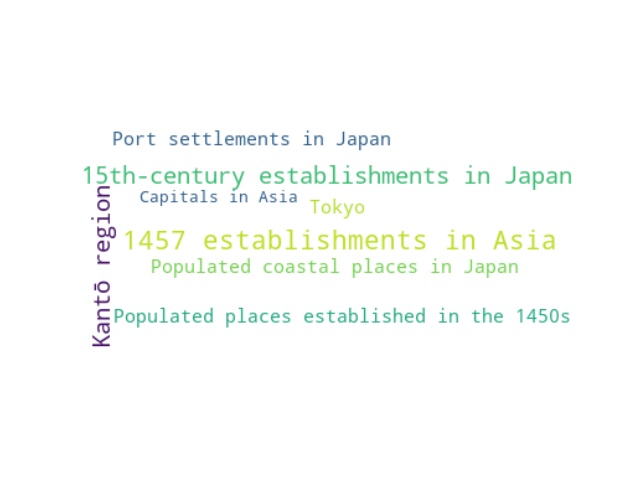 Port settlements in Japan
15th-century establishments in Japan
Capitals in Asia
Tokyo
Kantō region
1457 establishments in Asia
Populated coastal places in Japan
Populated places established in the 1450s